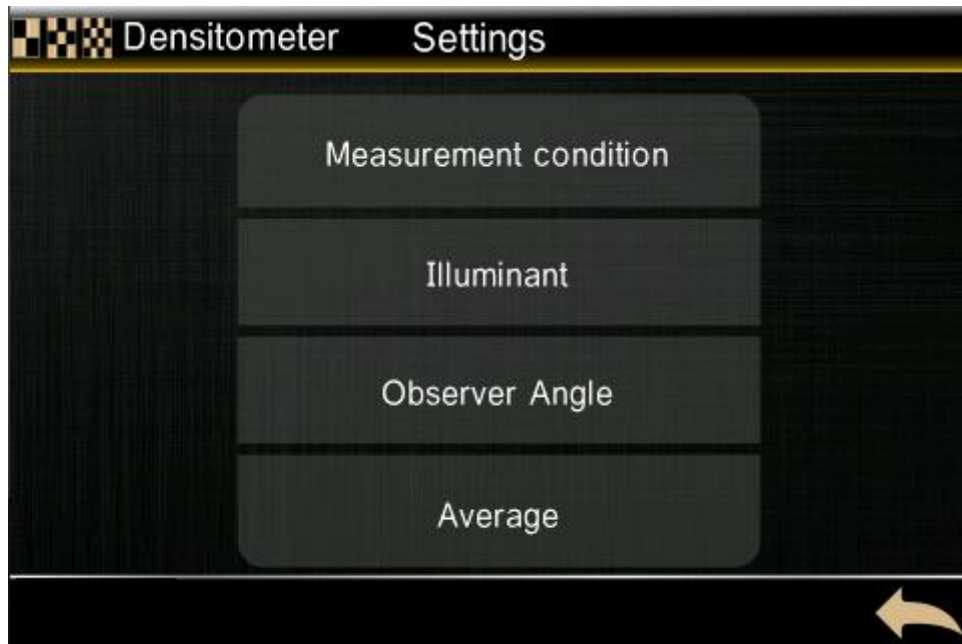 Densitometer Settings
Measurement condition
Illuminant
Observer Angle
Average